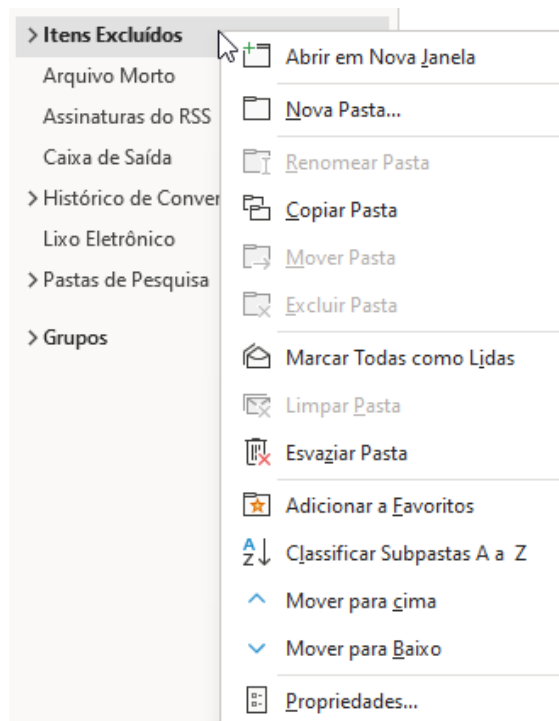 Itens Excluídos
Arquivo Morto
Assinaturas do RSS
Caixa de Saída
Histórico de
Lixo Eletrônico
Pastas de Pesquisa
Grupos
Abrir em Nova Janela
Nova Pasta...
Renomear Pasta
Copiar Pasta
Mover Pasta
Excluir Pasta
Marcar Todas como Lidas
Limpar Pasta
Esvaziar Pasta
Adicionar a Favoritos
Classificar Subpastas A a Z
Mover para cima
Mover para Baixo
Propriedades...